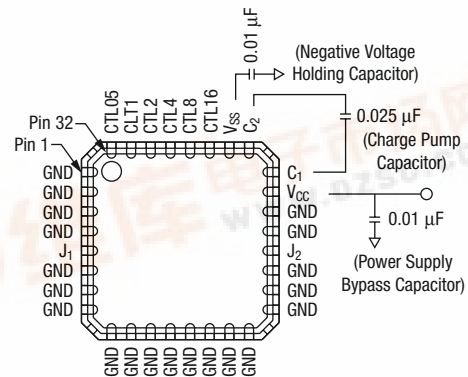 0.01 µF
(Negative Voltage
Holding Capacitor)
CTL05
CLT1
CTL2
CTL4
CTL8
CTL16
VSS
C2
0.025 µF
(Charge Pump
Capacitor)
Pin 32
Pin 1
GND
GND
GND
GND
J1
GND
GND
GND
C1
VCC
GND
GND
J2
GND
GND
GND
0.01 µF
(Power Supply
Bypass Capacitor)
GND
GND
GND
GND
GND
GND
GND
GND